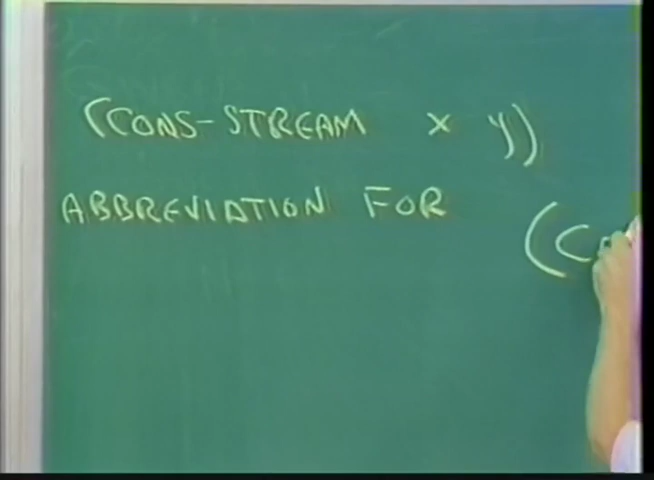 (CONS-STREAM x y)
ABBREVIATION FOR
(C